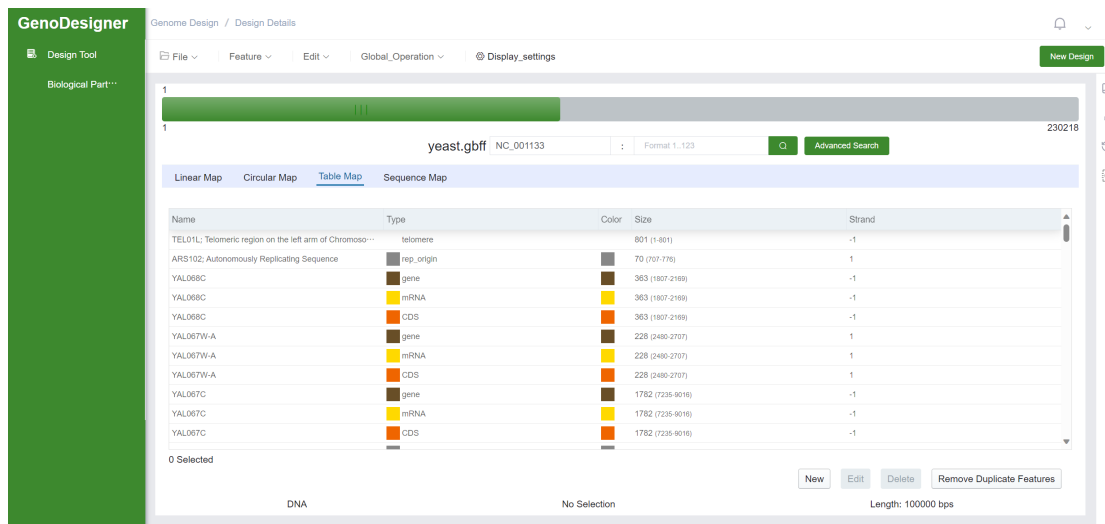 GenoDesigner
Genome Design / Design Details
Design Tool
Biological Part···
File Feature Edit Global_Operation Display_settings
New Design
1
1 230218
yeast.gbff NC_001133 : Format 1..123 Advanced Search
Linear Map Circular Map Table Map Sequence Map
Name Type Color Size Strand
TEL01L; Telomeric region on the left arm of Chromoso··· telomere 801 (1-801) -1
ARS102; Autonomously Replicating Sequence rep_origin 70 (707-776) 1
YAL068C gene 363 (1807-2169) -1
YAL068C mRNA 363 (1807-2169) -1
YAL068C CDS 363 (1807-2169) -1
YAL067W-A gene 228 (2480-2707) 1
YAL067W-A mRNA 228 (2480-2707) 1
YAL067W-A CDS 228 (2480-2707) 1
YAL067C gene 1782 (7235-9016) -1
YAL067C mRNA 1782 (7235-9016) -1
YAL067C CDS 1782 (7235-9016) -1
0 Selected
New Edit Delete Remove Duplicate Features
DNA No Selection Length: 100000 bps